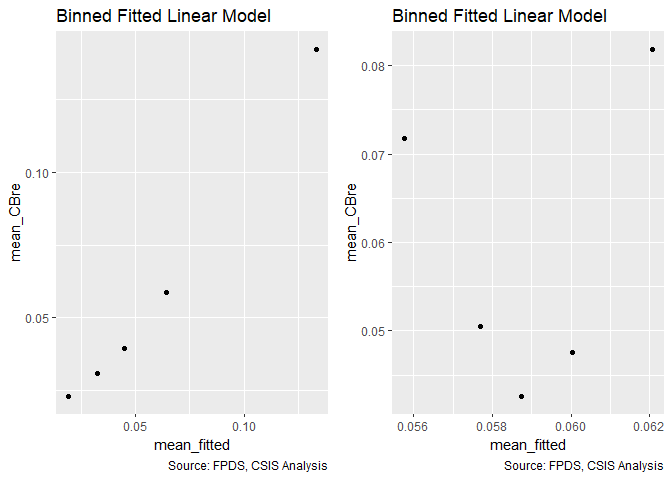 Binned Fitted Linear Model
0.10
0.05
mean_CBre
0.05
0.10
mean_fitted
Source: FPDS, CSIS Analysis
Binned Fitted Linear Model
0.08
0.07
0.06
0.05
mean_CBre
0.056
0.058
0.060
0.062
mean_fitted
Source: FPDS, CSIS Analysis